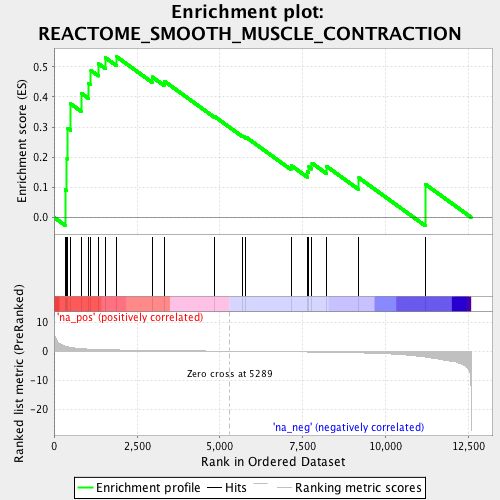 Enrichment plot:
REACTOME_SMOOTH_MUSCLE_CONTRACTION
Enrichment score (ES)
0.5
0.4
0.3
0.2
0.1
0.0
'na_pos' (positively correlated)
Ranked list metric (PreRanked)
10
5
0
-5
-10
-20
Zero cross at 5289
'na_neg' (negatively correlated)
0
2,500
5,000
7,500
10,000
12,500
Rank in Ordered Dataset
Enrichment profile
Hits
Ranking metric scores